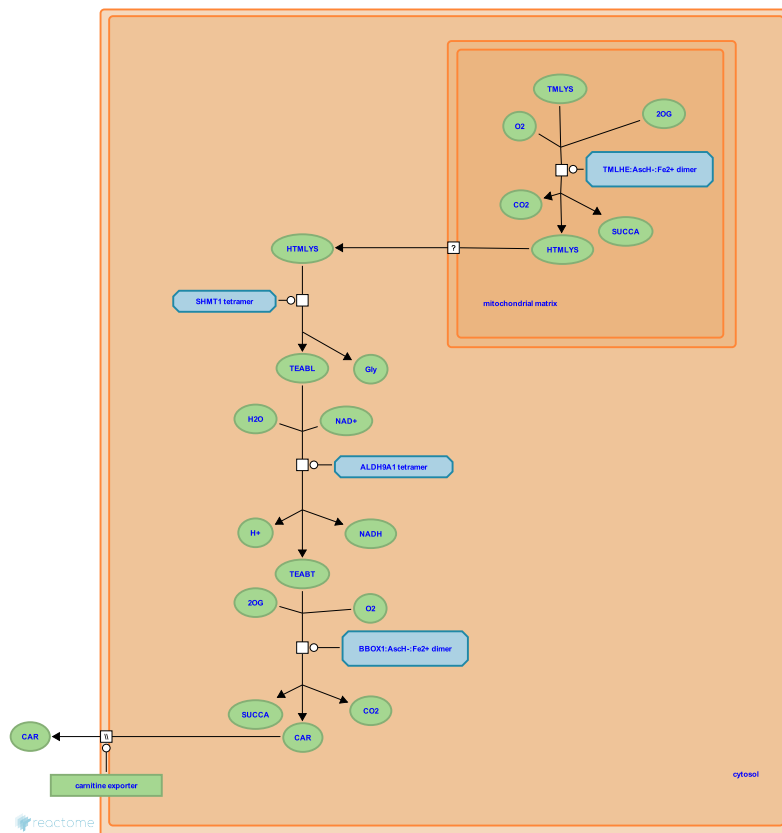 TMLYS
2OG
O2
TMLHE:AscH-:Fe2+ dimer
CO2
SUCCA
HTMLYS
?
HTMLYS
mitochondrial matrix
SHMT1 tetramer
TEABL
Gly
H2O
NAD+
ALDH9A1 tetramer
H+
NADH
TEABT
2OG
O2
BBOX1:AscH-:Fe2+ dimer
SUCCA
CO2
CAR
\\
CAR
cytosol
carnitine exporter
reactome